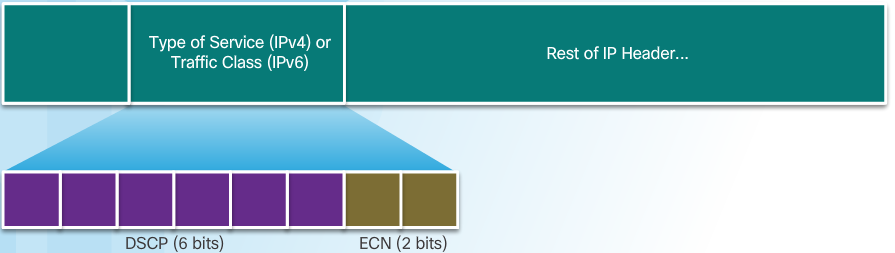 Type of Service (IPv4) or
Traffic Class (IPv6)
Rest of IP Header...
DSCP (6 bits)
ECN (2 bits)